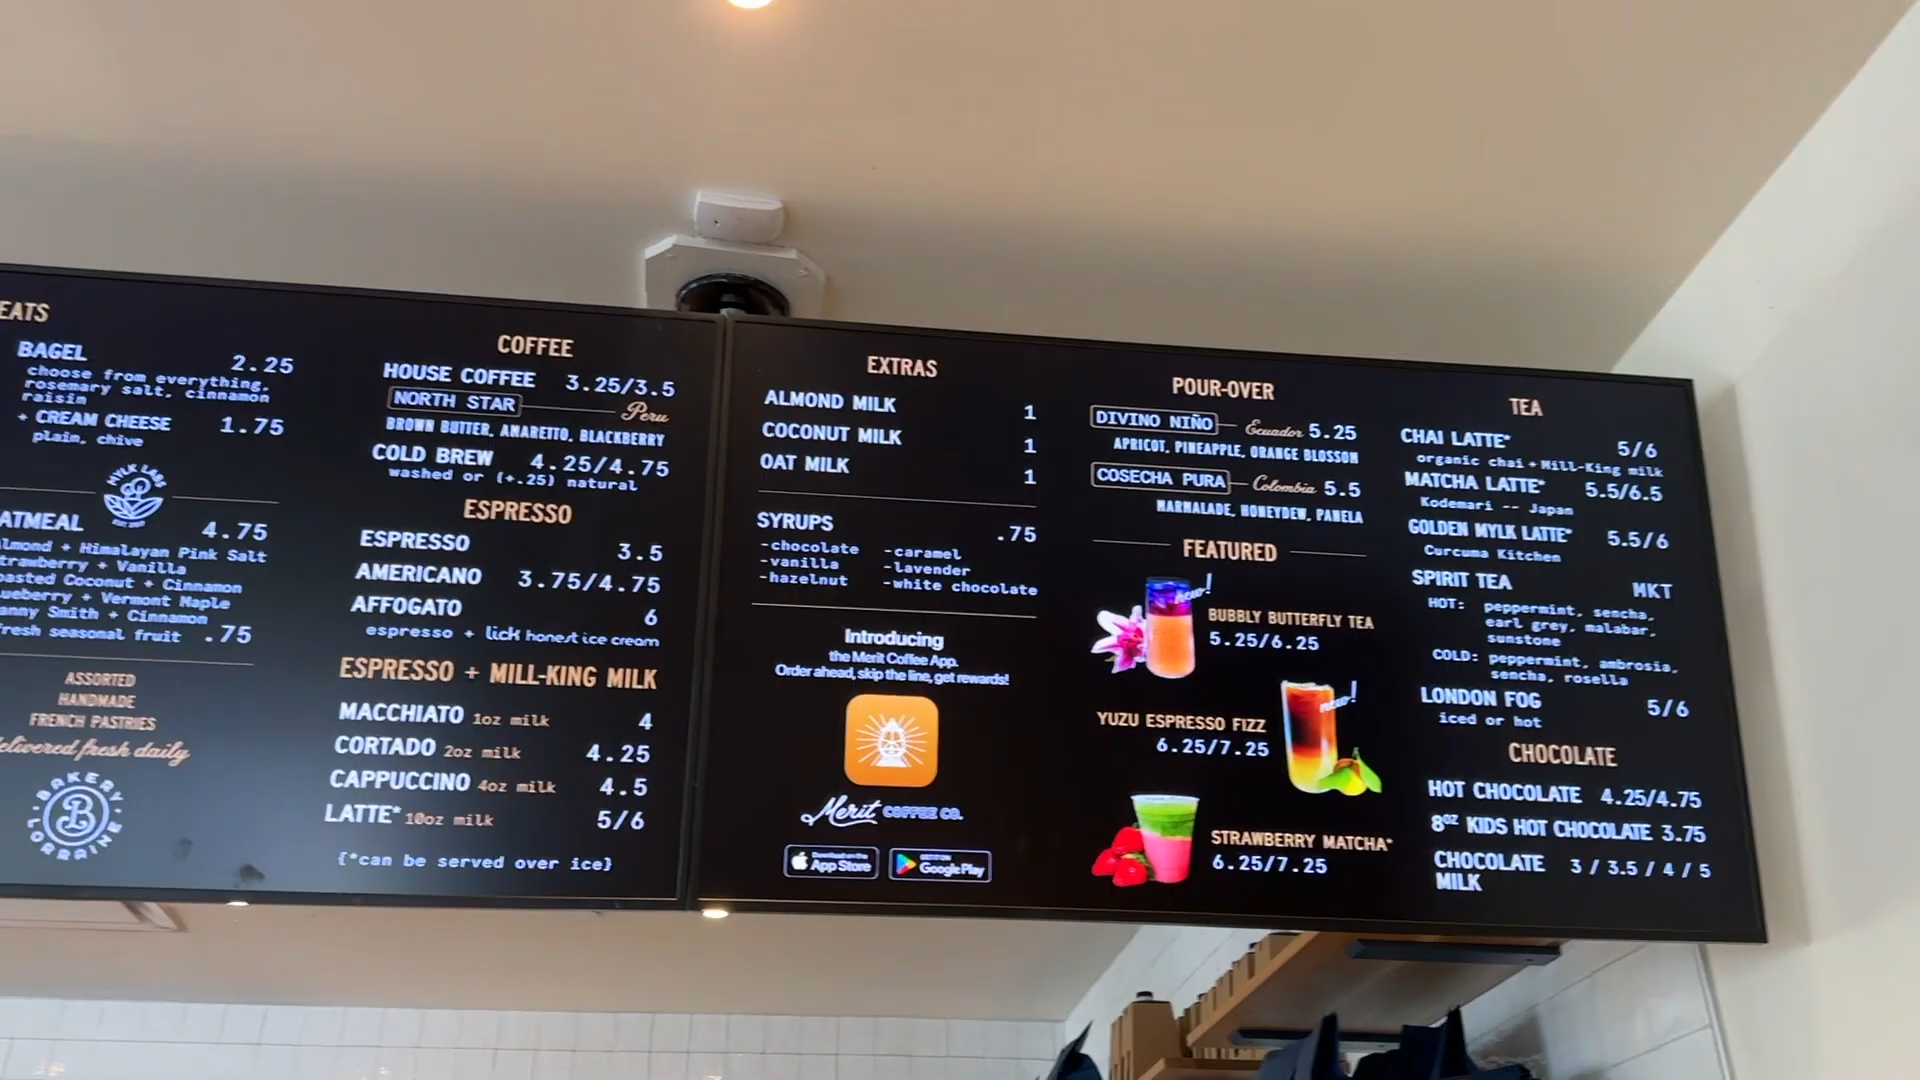 EATS
BAGEL 2.25
choose from everything,
rosemary salt, cinnamon
raisin
+ CREAM CHEESE 1.75
plain, chive
MYLK LABS
ATMEAL 4.75
lmond + Himalayan Pink Salt
trawberry + Vanilla
oasted Coconut + Cinnamon
ueberry + Vermont Maple
anny Smith + Cinnamon
fresh seasonal fruit .75
ASSORTED
HANDMADE
FRENCH PASTRIES
delivered fresh daily
BAKERY
B
LORRAINE
COFFEE
HOUSE COFFEE 3.25/3.5
NORTH STAR Peru
BROWN BUTTER, AMARETTO, BLACKBERRY
COLD BREW 4.25/4.75
washed or (+.25) natural
ESPRESSO
ESPRESSO 3.5
AMERICANO 3.75/4.75
AFFOGATO 6
espresso + lick honest ice cream
ESPRESSO + MILL-KING MILK
MACCHIATO 1oz milk 4
CORTADO 2oz milk 4.25
CAPPUCCINO 4oz milk 4.5
LATTE* 10oz milk 5/6
{*can be served over ice}
EXTRAS
ALMOND MILK 1
COCONUT MILK 1
OAT MILK 1
SYRUPS .75
-chocolate -caramel
-vanilla -lavender
-hazelnut -white chocolate
Introducing
the Merit Coffee App.
Order ahead, skip the line, get rewards!
Merit COFFEE CO.
Download on the App Store GET IT ON Google Play
POUR-OVER
DIVINO NIÑO Ecuador 5.25
APRICOT, PINEAPPLE, ORANGE BLOSSOM
COSECHA PURA Colombia 5.5
MARMALADE, HONEYDEW, PANELA
FEATURED
new!
BUBBLY BUTTERFLY TEA
5.25/6.25
new!
YUZU ESPRESSO FIZZ
6.25/7.25
STRAWBERRY MATCHA*
6.25/7.25
TEA
CHAI LATTE* 5/6
organic chai + Mill-King milk
MATCHA LATTE* 5.5/6.5
Kodemari -- Japan
GOLDEN MYLK LATTE* 5.5/6
Curcuma Kitchen
SPIRIT TEA MKT
HOT: peppermint, sencha,
earl grey, malabar,
sunstone
COLD: peppermint, ambrosia,
sencha, rosella
LONDON FOG 5/6
iced or hot
CHOCOLATE
HOT CHOCOLATE 4.25/4.75
8OZ KIDS HOT CHOCOLATE 3.75
CHOCOLATE 3 / 3.5 / 4 / 5
MILK